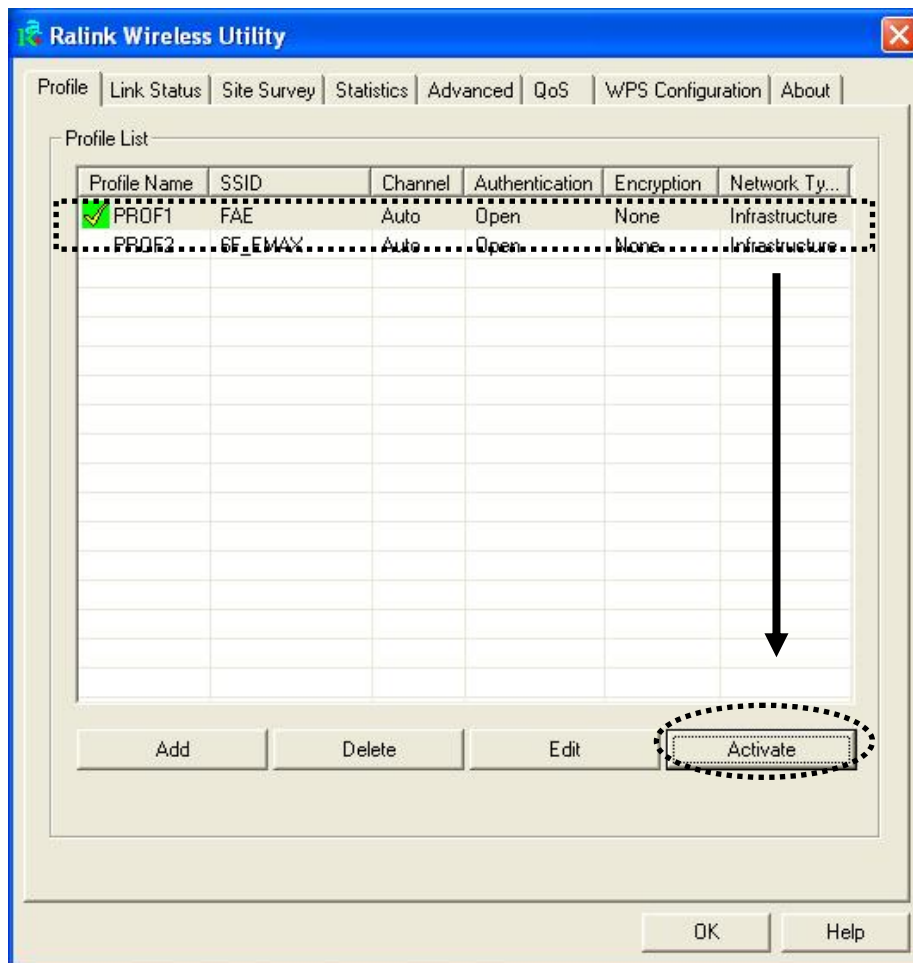 Ralink Wireless Utility
Profile Link Status Site Survey Statistics Advanced QoS WPS Configuration About
Profile List
Profile Name SSID Channel Authentication Encryption Network Ty...
PROF1 FAE Auto Open None Infrastructure
PROF2 6F_EMAX Auto Open None Infrastructure
Add Delete Edit Activate
OK Help